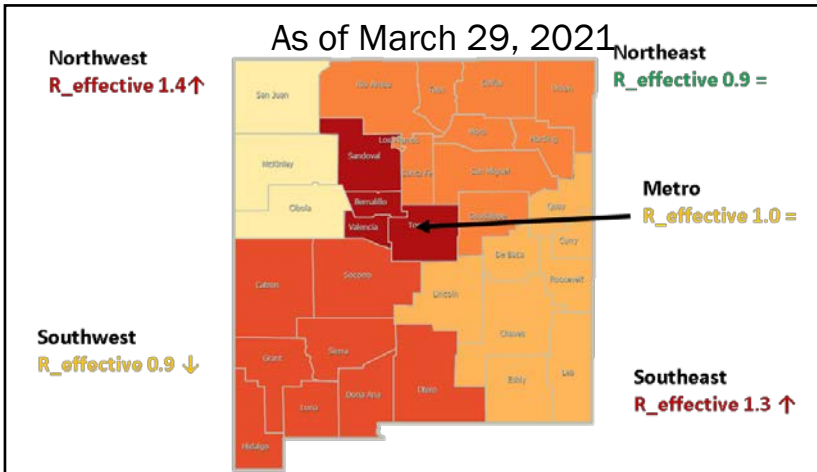 As of March 29, 2021
Northwest
R_effective 1.4↑
Northeast
R_effective 0.9 =
Metro
R_effective 1.0 =
Southwest
R_effective 0.9 ↓
Southeast
R_effective 1.3 ↑
San Juan
Rio Arriba
Taos
Colfax
Union
Mora
Harding
Los Alamos
Sandoval
Santa Fe
San Miguel
McKinley
Bernalillo
Cibola
Valencia
Guadalupe
Quay
Curry
De Baca
Roosevelt
Catron
Socorro
Lincoln
Chaves
Grant
Sierra
Lea
Eddy
Otero
Dona Ana
Luna
Hidalgo